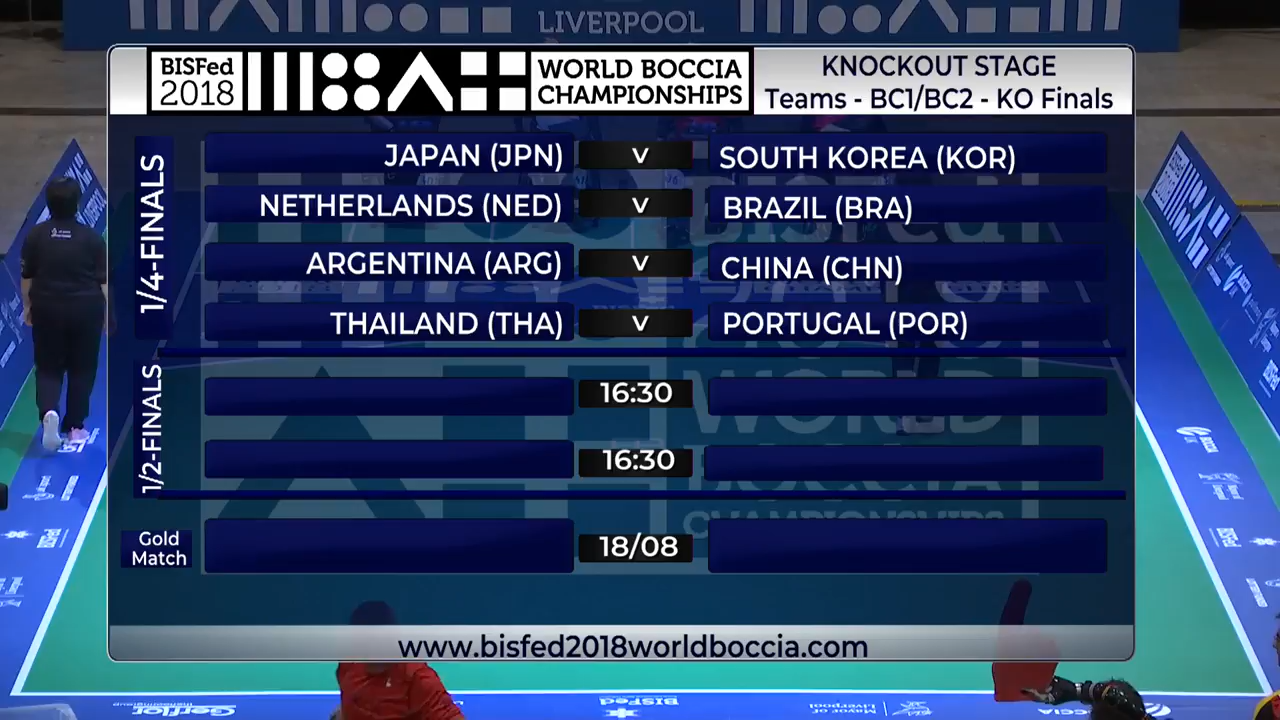 LIVERPOOL
BISFed
2018
WORLD BOCCIA
CHAMPIONSHIPS
KNOCKOUT STAGE
Teams - BC1/BC2 - KO Finals
1/4-FINALS
JAPAN (JPN) V SOUTH KOREA (KOR)
NETHERLANDS (NED) V BRAZIL (BRA)
ARGENTINA (ARG) V CHINA (CHN)
THAILAND (THA) V PORTUGAL (POR)
1/2-FINALS
16:30
16:30
Gold
Match
18/08
www.bisfed2018worldboccia.com